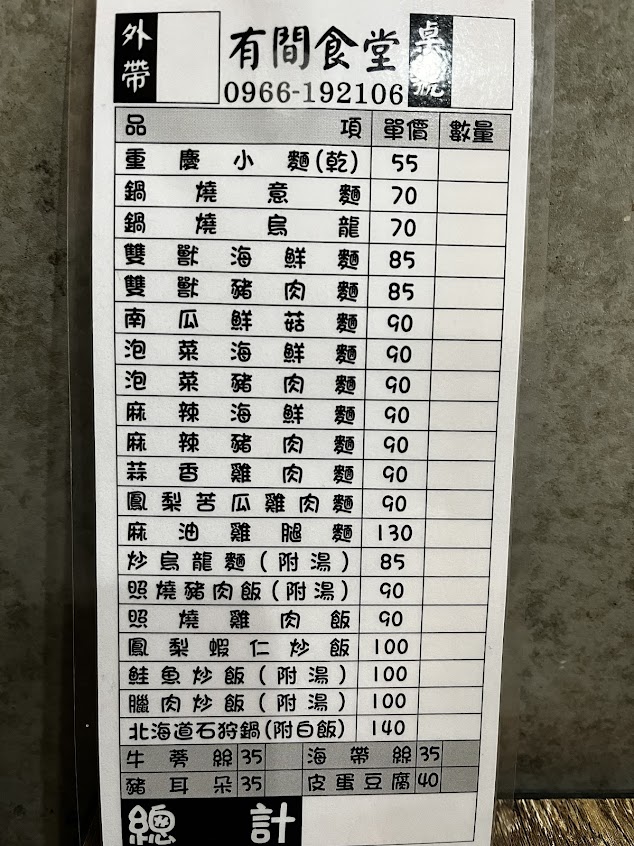 外帶 有間食堂 桌號
0966-192106
品項 單價 數量
重慶小麵(乾) 55
鍋燒意麵 70
鍋燒烏龍 70
雙獸海鮮麵 85
雙獸豬肉麵 85
南瓜鮮菇麵 90
泡菜海鮮麵 90
泡菜豬肉麵 90
麻辣海鮮麵 90
麻辣豬肉麵 90
蒜香雞肉麵 90
鳳梨苦瓜雞肉麵 90
麻油雞腿麵 130
炒烏龍麵(附湯) 85
照燒豬肉飯(附湯) 90
照燒雞肉飯 90
鳳梨蝦仁炒飯 100
鮭魚炒飯(附湯) 100
臘肉炒飯(附湯) 100
北海道石狩鍋(附白飯) 140
牛蒡絲 35 海帶絲 35
豬耳朵 35 皮蛋豆腐 40
總計